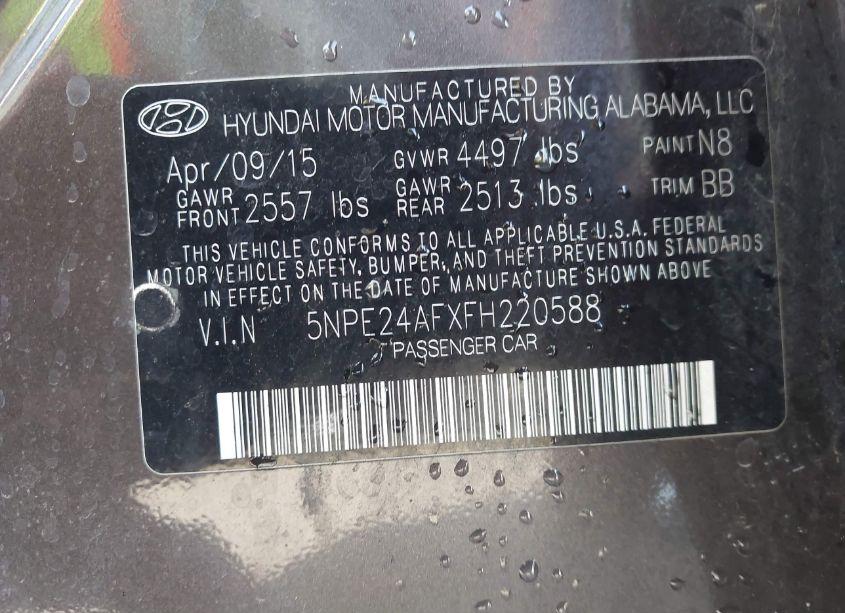 MANUFACTURED BY
HYUNDAI MOTOR MANUFACTURING ALABAMA, LLC
Apr/09/15 GVWR 4497 lbs PAINT N8
GAWR FRONT 2557 lbs GAWR REAR 2513 lbs TRIM BB
THIS VEHICLE CONFORMS TO ALL APPLICABLE U.S.A. FEDERAL
MOTOR VEHICLE SAFETY, BUMPER, AND THEFT PREVENTION STANDARDS
IN EFFECT ON THE DATE OF MANUFACTURE SHOWN ABOVE
V.I.N 5NPE24AFXFH220588
PASSENGER CAR